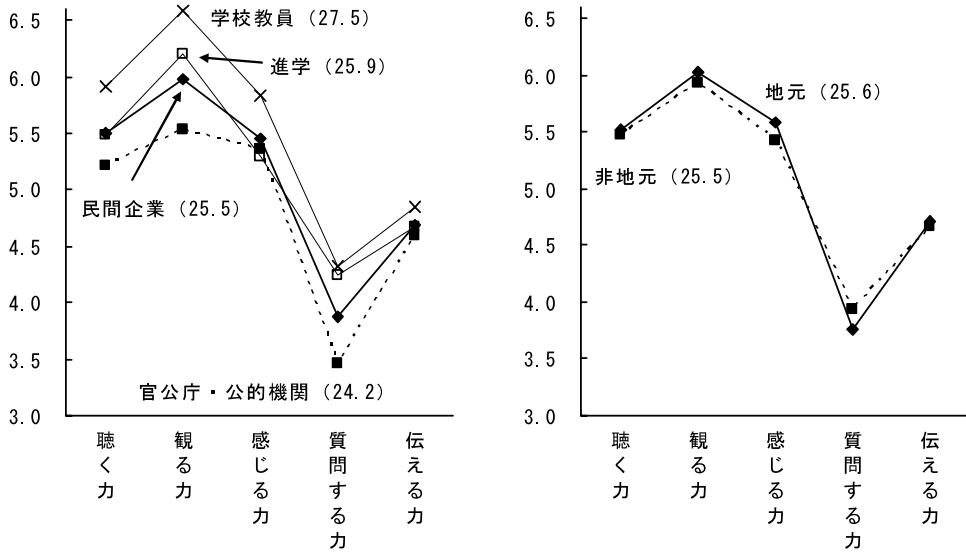 6.5
6.0
5.5
5.0
4.5
4.0
3.5
3.0
学校教員(27.5)
進学(25.9)
民間企業(25.5)
官公庁・公的機関(24.2)
聴く力
観る力
感じる力
質問する力
伝える力
6.5
6.0
5.5
5.0
4.5
4.0
3.5
3.0
地元(25.6)
非地元(25.5)
聴く力
観る力
感じる力
質問する力
伝える力